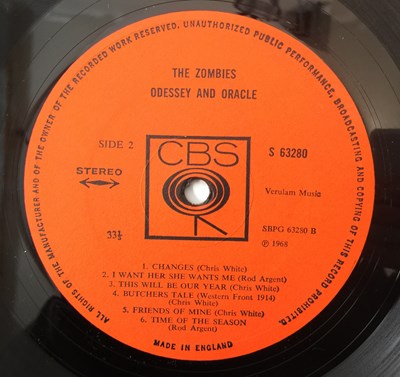 ALL RIGHTS OF THE MANUFACTURER AND OF THE OWNER OF THE RECORDED WORK RESERVED. UNAUTHORIZED PUBLIC PERFORMANCE, BROADCASTING AND COPYING OF THIS RECORD PROHIBITED.
THE ZOMBIES
ODESSEY AND ORACLE
SIDE 2
CBS
S 63280
STEREO
Verulam Music
33⅓
SBPG 63280 B
℗ 1968
1. CHANGES (Chris White)
2. I WANT HER SHE WANTS ME (Rod Argent)
3. THIS WILL BE OUR YEAR (Chris White)
4. BUTCHERS TALE (Western Front 1914)
(Chris White)
5. FRIENDS OF MINE (Chris White)
6. TIME OF THE SEASON
(Rod Argent)
MADE IN ENGLAND